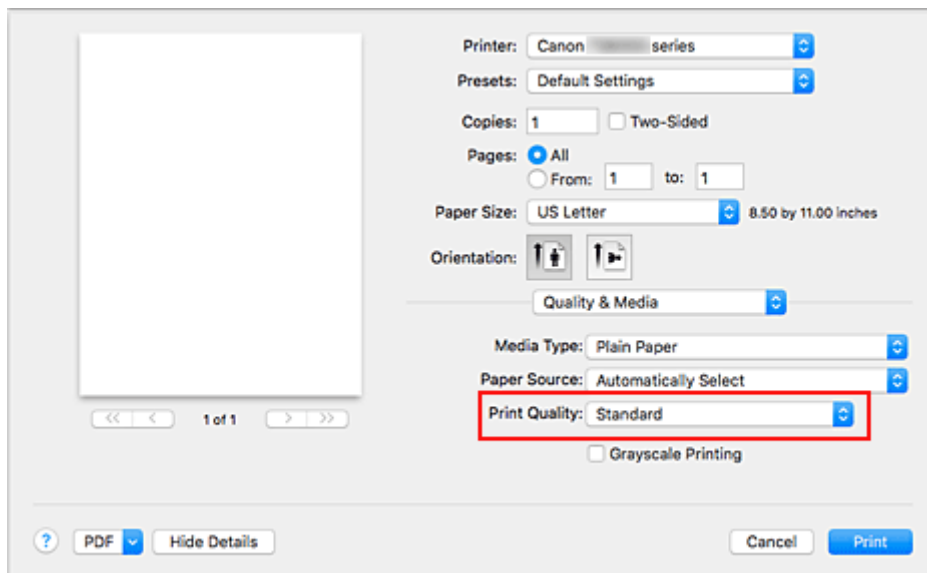 Printer: Canon series
Presets: Default Settings
Copies: 1 Two-Sided
Pages: All
From: 1 to: 1
Paper Size: US Letter 8.50 by 11.00 inches
Orientation:
Quality & Media
Media Type: Plain Paper
Paper Source: Automatically Select
Print Quality: Standard
Grayscale Printing
1 of 1
? PDF Hide Details Cancel Print